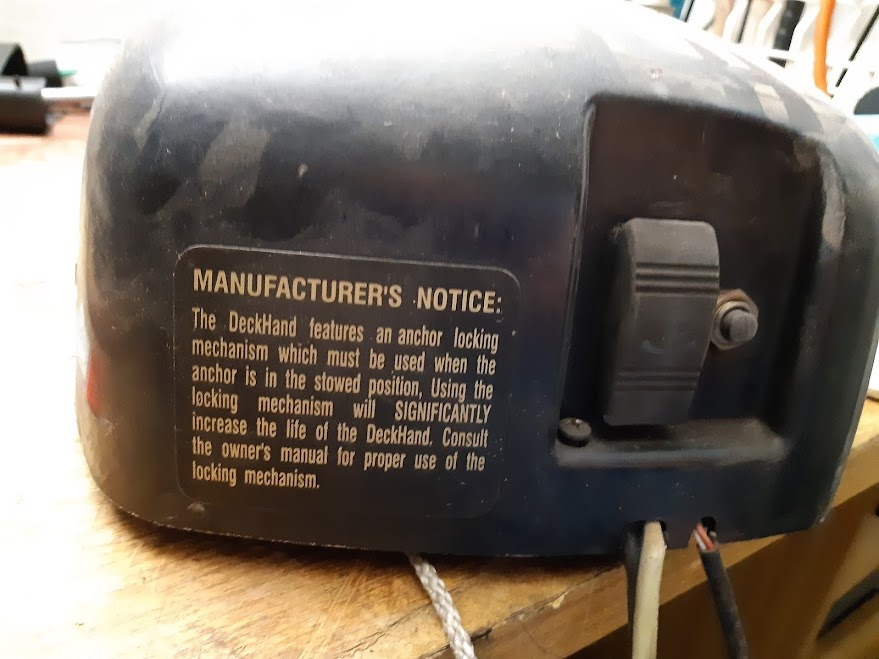 MANUFACTURER'S NOTICE:
The DeckHand features an anchor locking
mechanism which must be used when the
anchor is in the stowed position. Using the
locking mechanism will SIGNIFICANTLY
increase the life of the DeckHand. Consult
the owner's manual for proper use of the
locking mechanism.